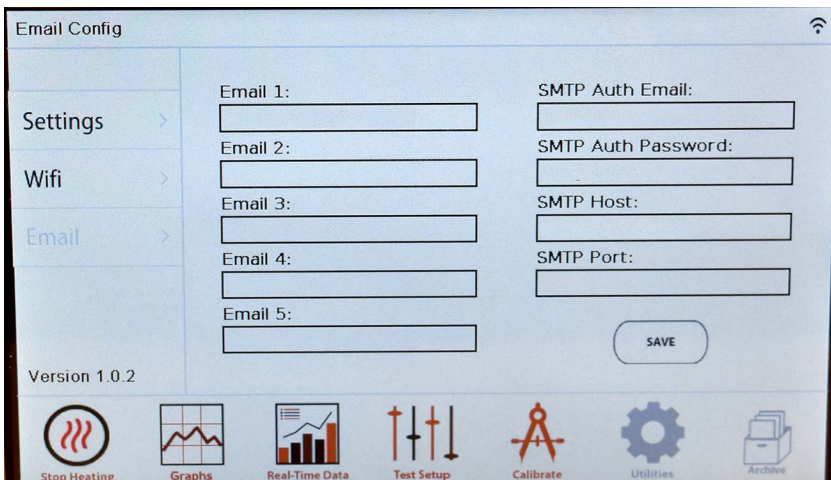 Email Config
Settings
Wifi
Email
Version 1.0.2
Email 1:
Email 2:
Email 3:
Email 4:
Email 5:
SMTP Auth Email:
SMTP Auth Password:
SMTP Host:
SMTP Port:
SAVE
Stop Heating
Graphs
Real-Time Data
Test Setup
Calibrate
Utilities
Archive